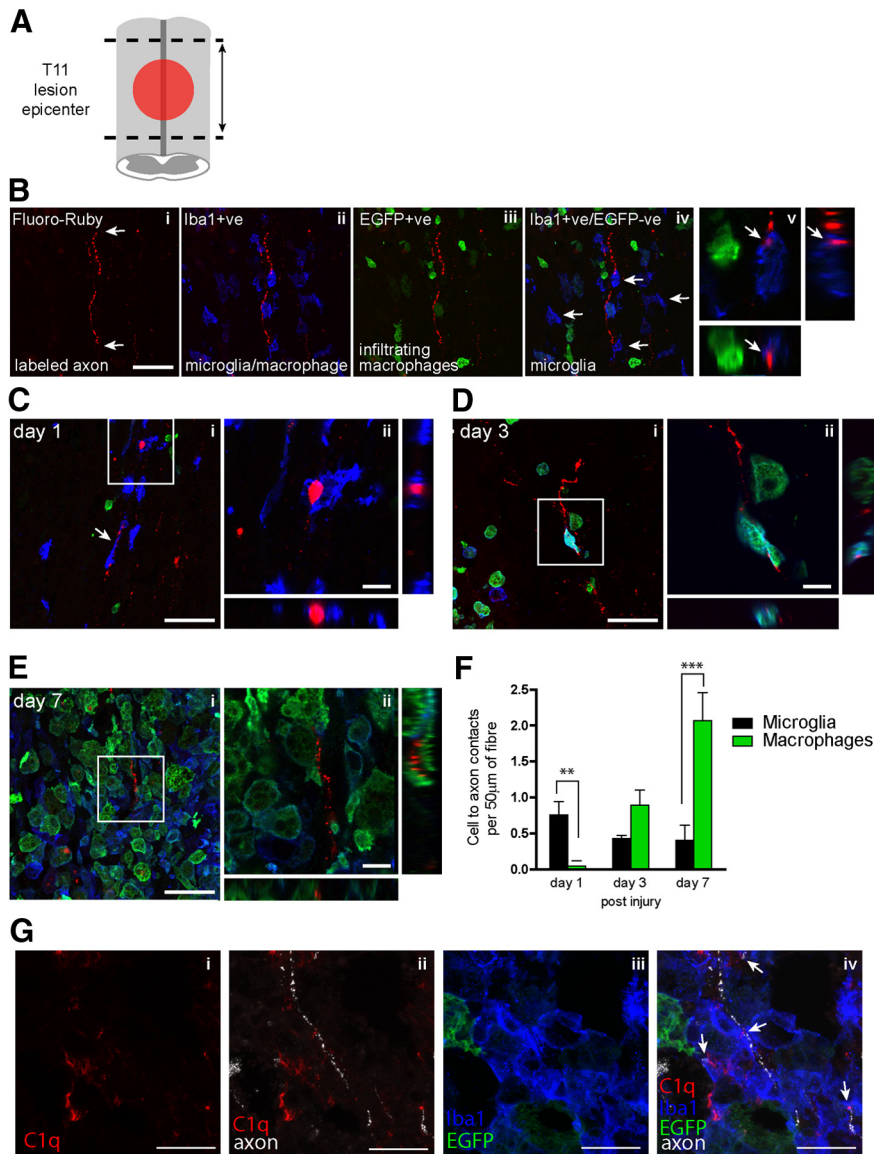 A
T11
lesion
epicenter
B
Fluoro-Ruby
i
labeled axon
Iba1+ve
ii
microglia/macrophage
EGFP+ve
iii
infiltrating
macrophages
Iba1+ve/EGFP-ve
iv
microglia
v
C
day 1
i
ii
D
day 3
i
ii
E
day 7
i
ii
F
Cell to axon contacts
per 50μm of fibre
2.5
2.0
1.5
1.0
0.5
0.0
**
***
Microglia
Macrophages
day 1
day 3
day 7
post injury
G
i
C1q
ii
C1q
axon
iii
Iba1
EGFP
iv
C1q
Iba1
EGFP
axon